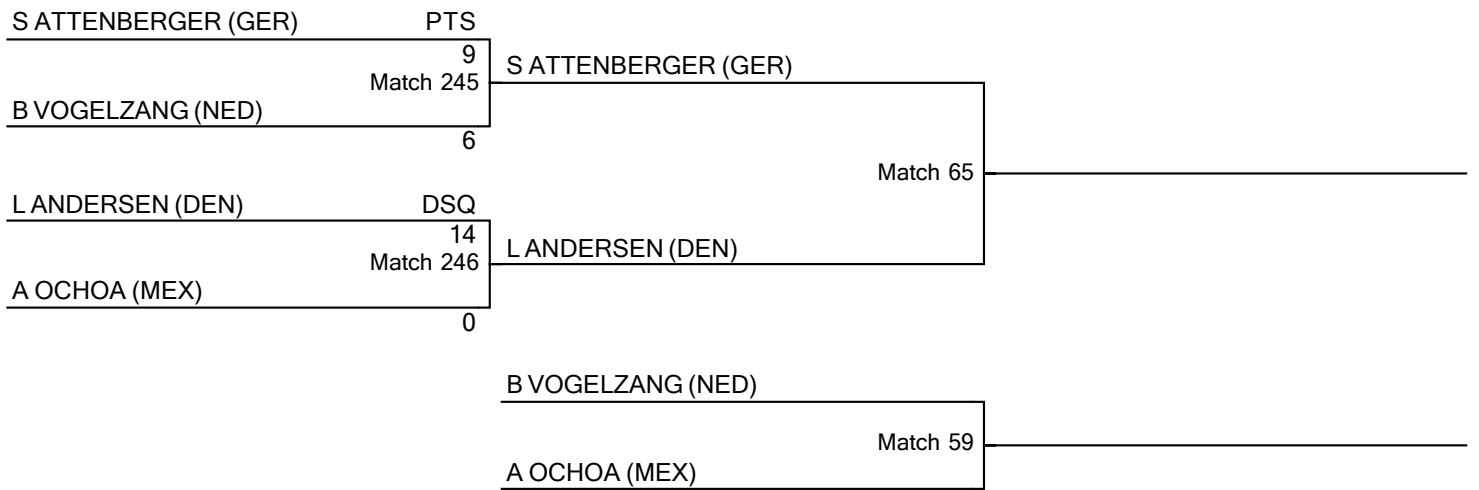 S ATTENBERGER (GER) PTS
9
S ATTENBERGER (GER)
Match 245
B VOGELZANG (NED)
6
Match 65
L ANDERSEN (DEN) DSQ
14
L ANDERSEN (DEN)
Match 246
A OCHOA (MEX)
0
B VOGELZANG (NED)
Match 59
A OCHOA (MEX)